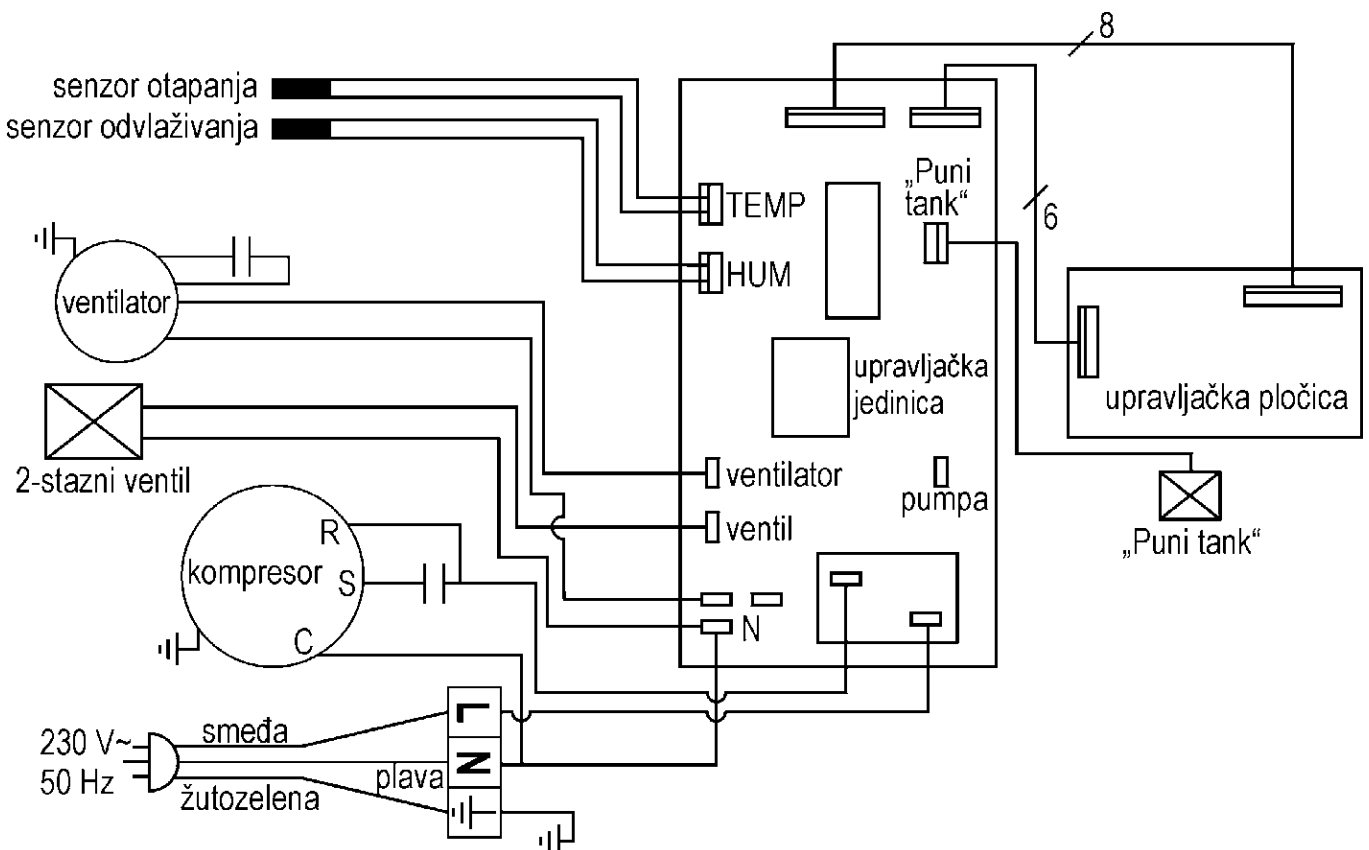 8
senzor otapanja
senzor odvlaživanja
„Puni
tank“
TEMP
6
HUM
ventilator
upravljačka
jedinica
upravljačka pločica
2-stazni ventil
ventilator
pumpa
R
ventil
„Puni tank“
kompresor
S
N
C
L
smeđa
230 V~
N
plava
50 Hz
žutozelena